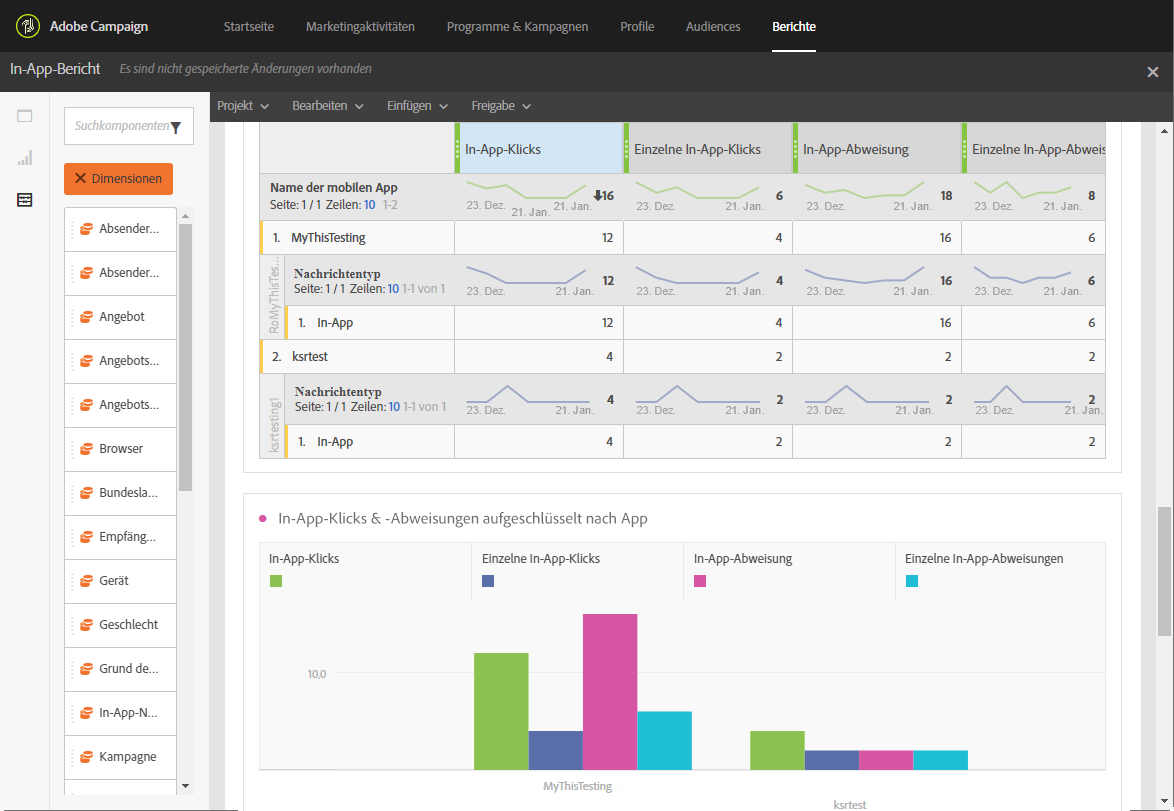 Adobe Campaign Startseite Marketingaktivitäten Programme & Kampagnen Profile Audiences Berichte
In-App-Bericht Es sind nicht gespeicherte Änderungen vorhanden
Projekt Bearbeiten Einfügen Freigabe
Suchkomponenten
Dimensionen
Absender...
Absender...
Angebot
Angebots...
Angebots...
Browser
Bundesla...
Empfäng...
Gerät
Geschlecht
Grund de...
In-App-N...
Kampagne
In-App-Klicks Einzelne In-App-Klicks In-App-Abweisung Einzelne In-App-Abweis
Name der mobilen App
Seite: 1 / 1 Zeilen: 10 1-2
23. Dez. 21. Jan. 21. Jan. 16 23. Dez. 21. Jan. 6 23. Dez. 21. Jan. 18 23. Dez. 21. Jan. 8
1. MyThisTesting 12 4 16 6
RoMyThisTes...
Nachrichtentyp
Seite: 1 / 1 Zeilen: 10 1-1 von 1
23. Dez. 21. Jan. 12 23. Dez. 21. Jan. 4 23. Dez. 21. Jan. 16 23. Dez. 21. Jan. 6
1. In-App 12 4 16 6
2. ksrtest 4 2 2 2
ksrtesting1
Nachrichtentyp
Seite: 1 / 1 Zeilen: 10 1-1 von 1
23. Dez. 21. Jan. 4 23. Dez. 21. Jan. 2 23. Dez. 21. Jan. 2 23. Dez. 21. Jan. 2
1. In-App 4 2 2 2
In-App-Klicks & -Abweisungen aufgeschlüsselt nach App
In-App-Klicks Einzelne In-App-Klicks In-App-Abweisung Einzelne In-App-Abweisungen
10,0
MyThisTesting
ksrtest